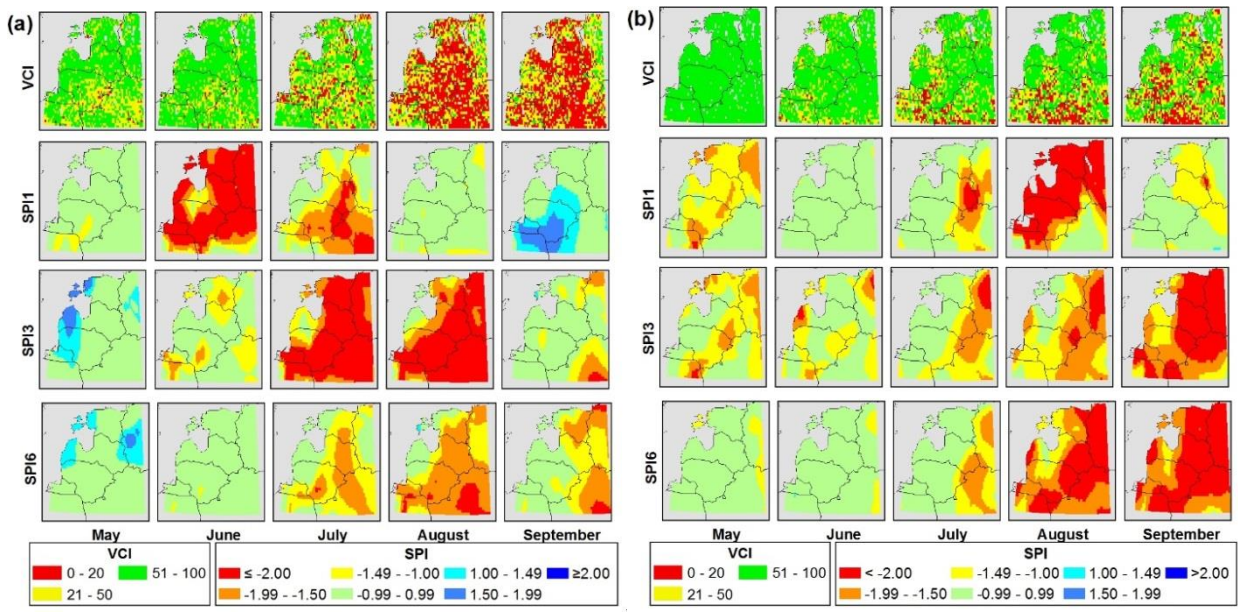 (a)
VCI
SPI1
SPI3
SPI6
May June July August September
VCI
0 - 20 51 - 100
21 - 50
SPI
≤ -2.00 -1.49 - -1.00 1.00 - 1.49 ≥2.00
-1.99 - -1.50 -0.99 - 0.99 1.50 - 1.99
(b)
VCI
SPI1
SPI3
SPI6
May June July August September
VCI
0 - 20 51 - 100
21 - 50
SPI
< -2.00 -1.49 - -1.00 1.00 - 1.49 >2.00
-1.99 - -1.50 -0.99 - 0.99 1.50 - 1.99